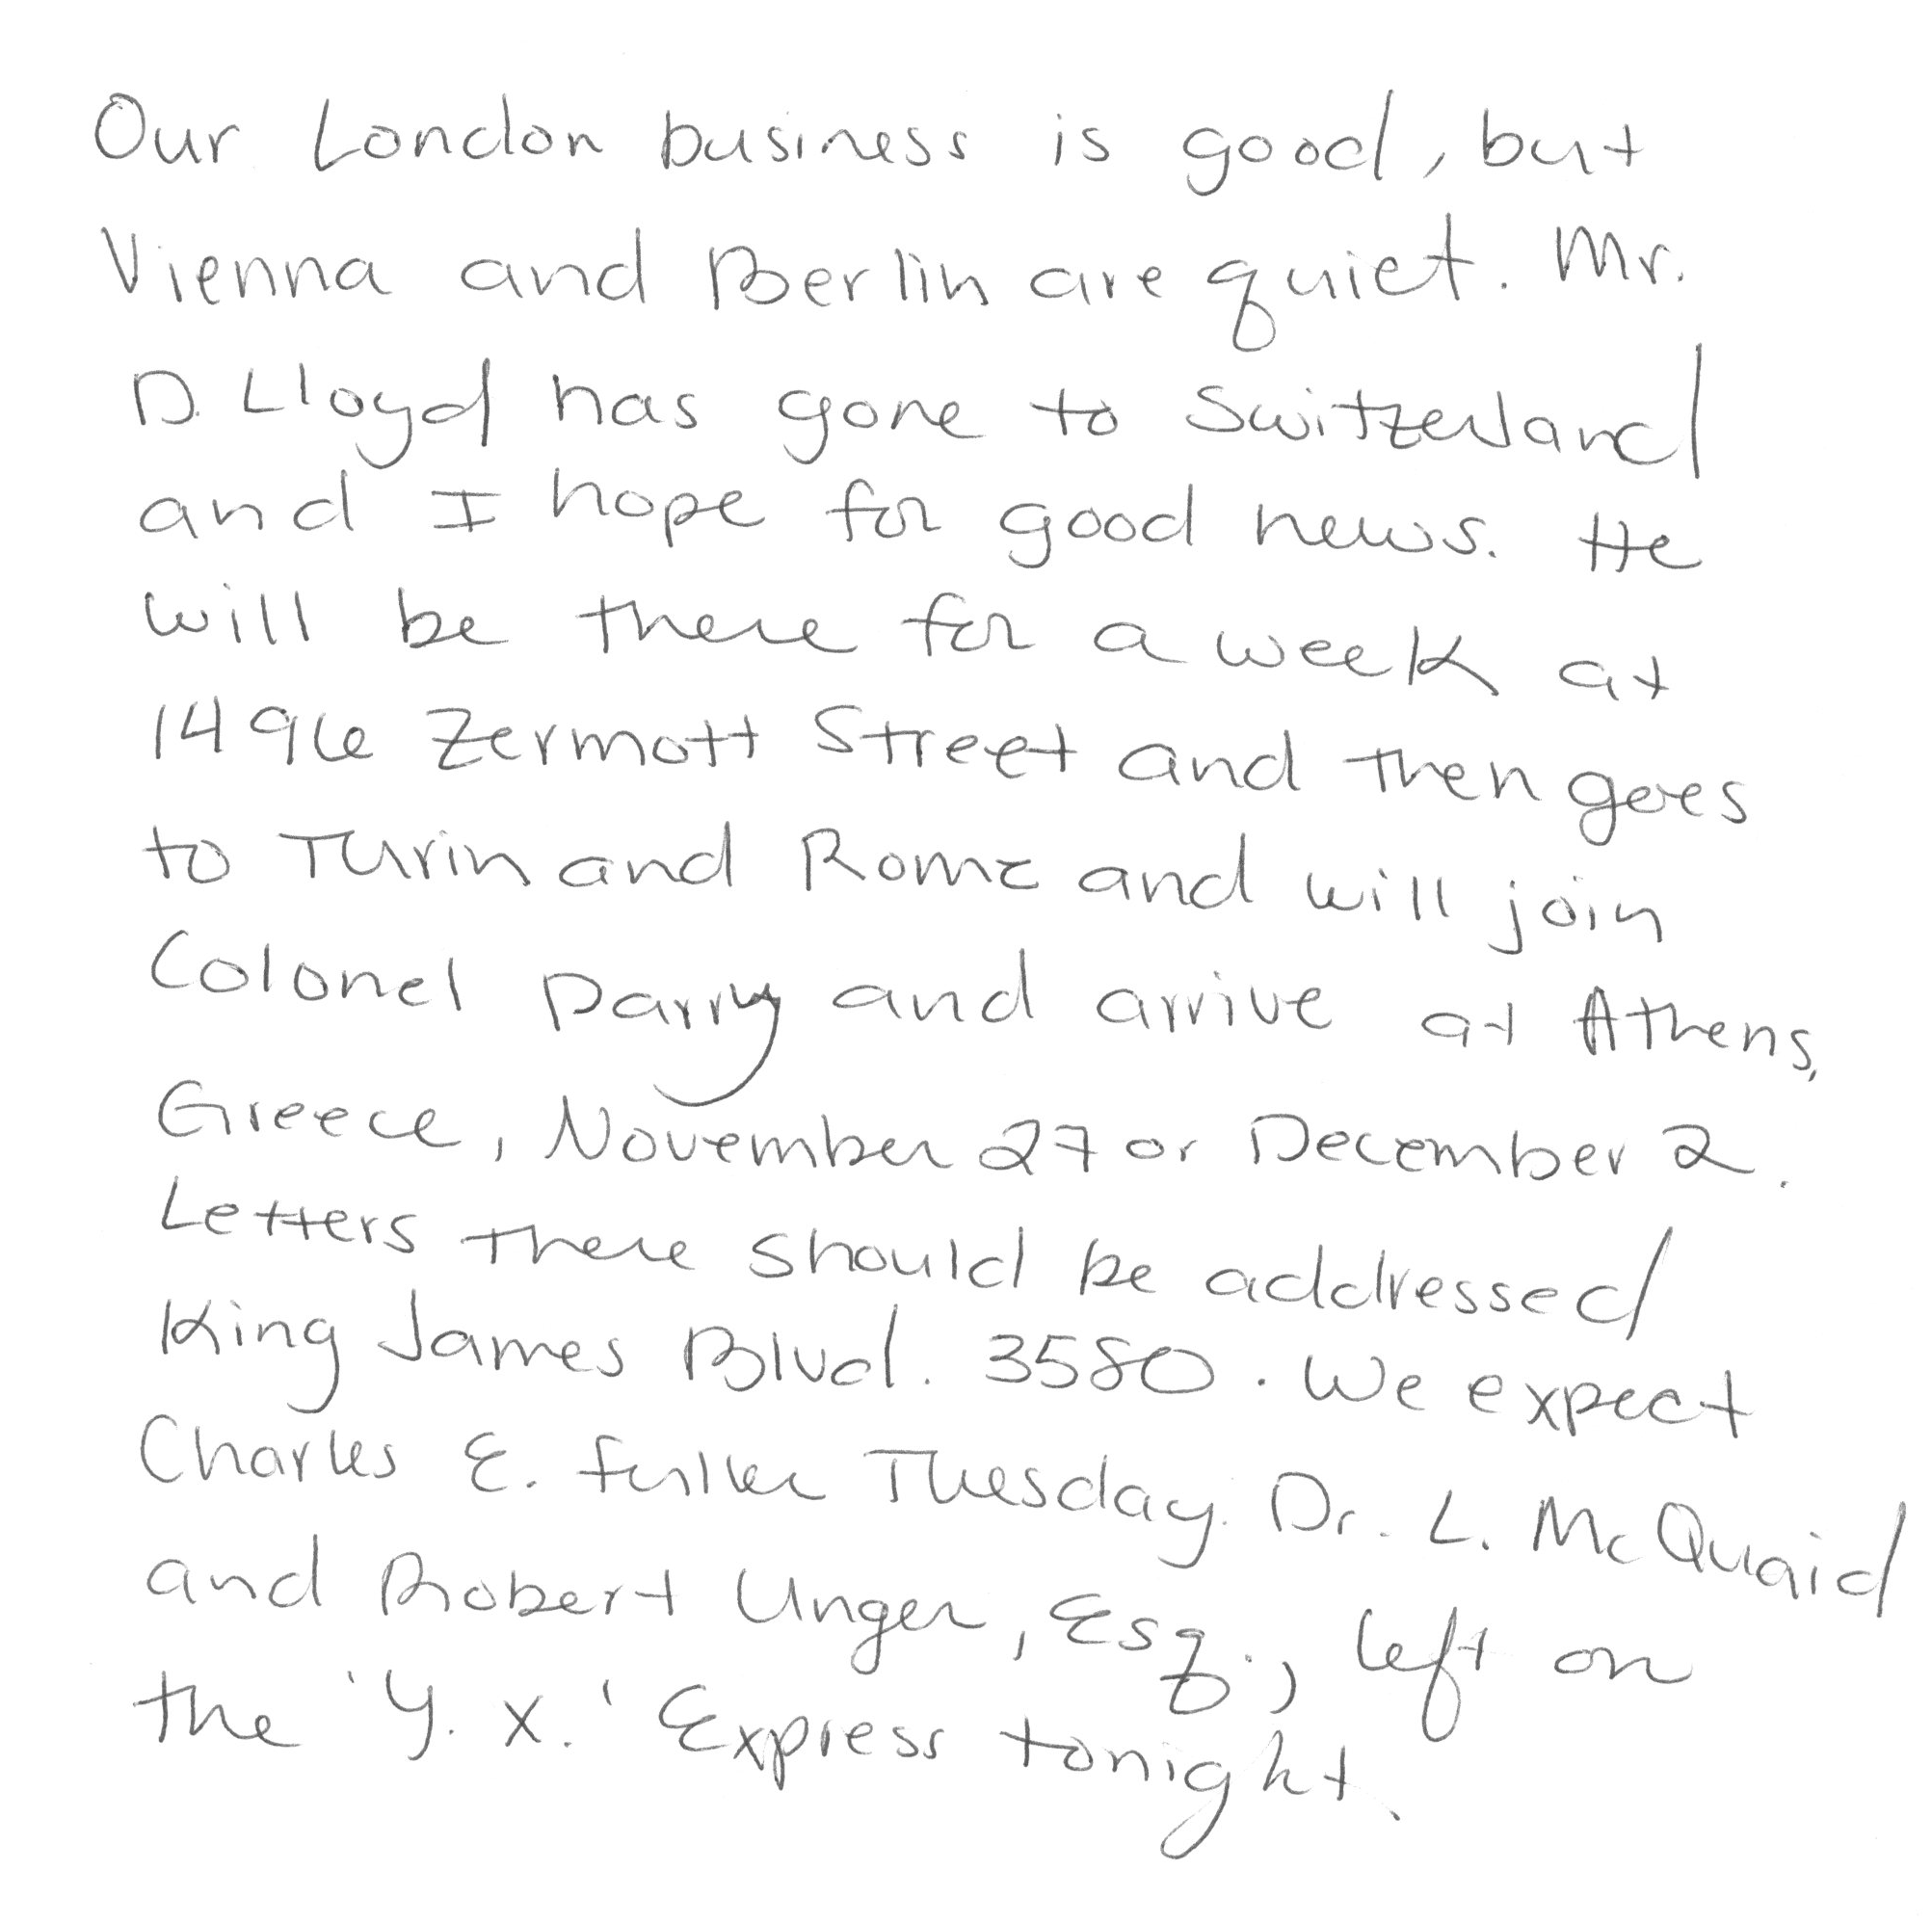 Our London business is good, but
Vienna and Berlin are quiet. Mr.
D. Lloyd has gone to Switzerland
and I hope for good news. He
will be there for a week at
1496 Zermott Street and then goes
to Turin and Rome and will join
Colonel Parry and arrive at Athens,
Greece, November 27 or December 2.
Letters there should be addressed
King James Blvd. 3580. We expect
Charles E. Fuller Tuesday. Dr. L. McQuaid
and Robert Unger, Esq., left on
the 'Y. X.' Express tonight.